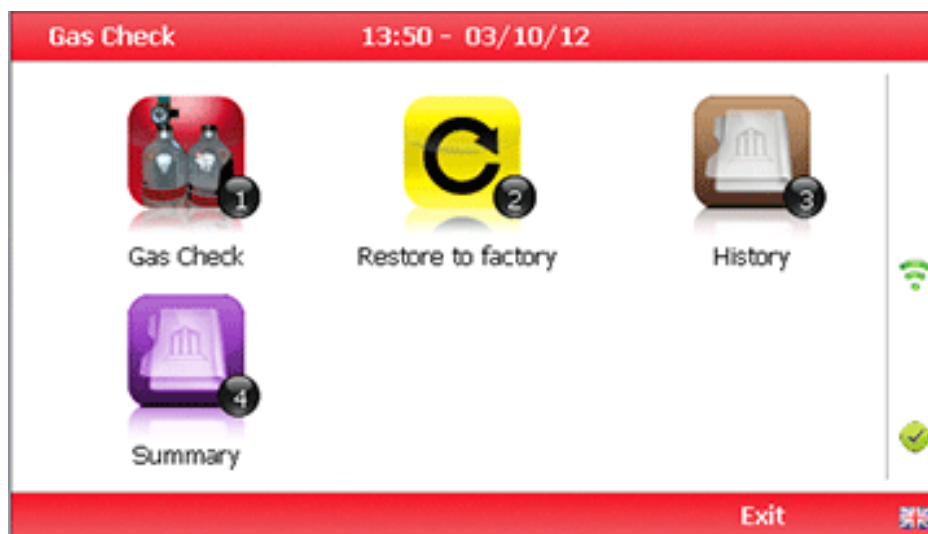 Gas Check 13:50 - 03/10/12
1 2 3
Gas Check Restore to factory History
4
Summary
Exit